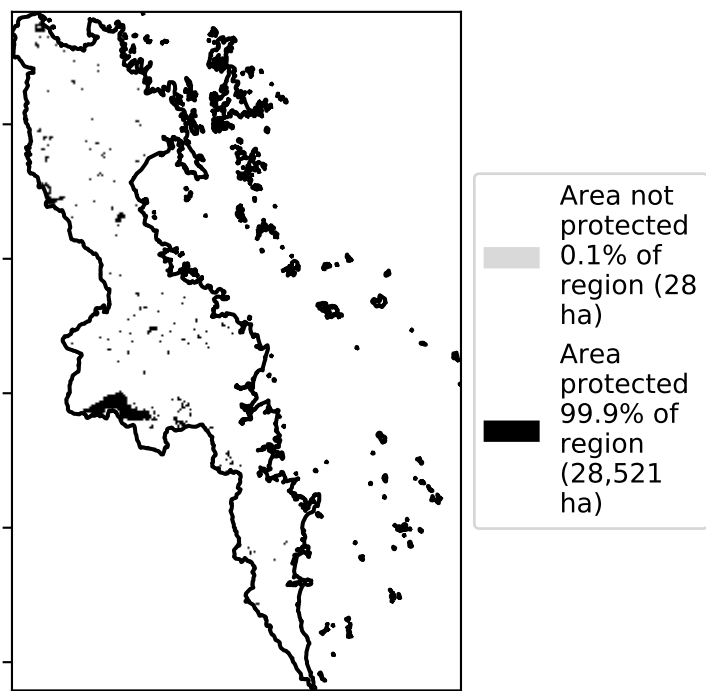 Area not
protected
0.1% of
region (28
ha)
Area
protected
99.9% of
region
(28,521
ha)